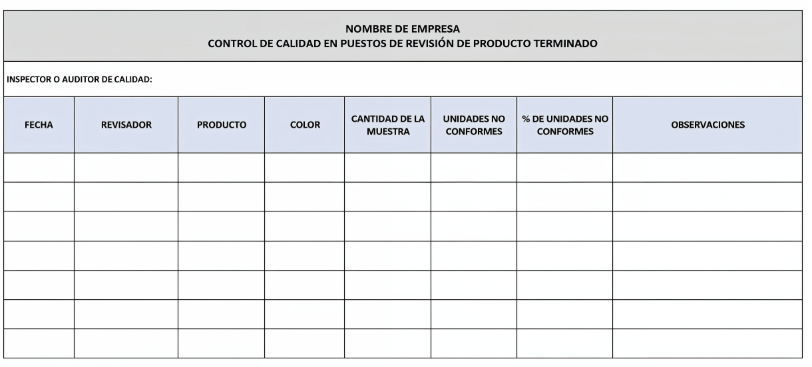 NOMBRE DE EMPRESA
CONTROL DE CALIDAD EN PUESTOS DE REVISIÓN DE PRODUCTO TERMINADO
INSPECTOR O AUDITOR DE CALIDAD:
FECHA
REVISADOR
PRODUCTO
COLOR
CANTIDAD DE LA
MUESTRA
UNIDADES NO
CONFORMES
% DE UNIDADES NO
CONFORMES
OBSERVACIONES